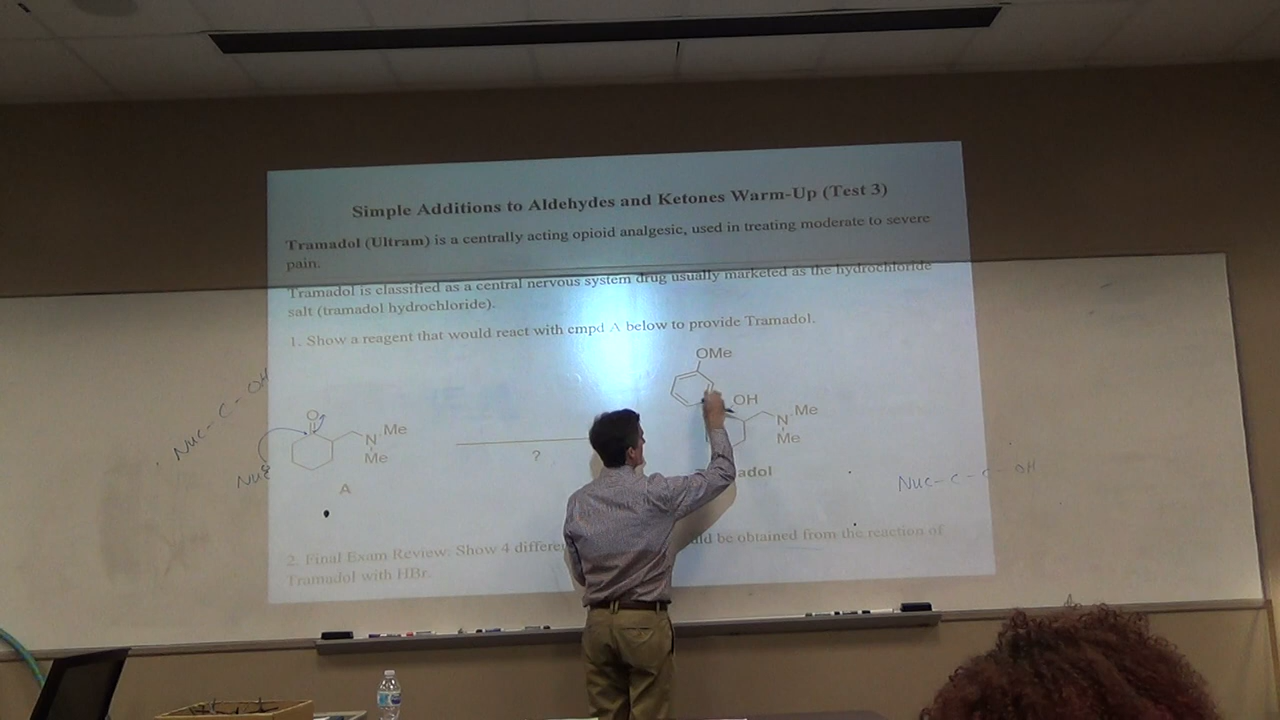 Simple Additions to Aldehydes and Ketones Warm-Up (Test 3)
Tramadol (Ultram) is a centrally acting opioid analgesic, used in treating moderate to severe
pain.
Tramadol is classified as a central nervous system drug usually marketed as the hydrochloride
salt (tramadol hydrochloride).
1. Show a reagent that would react with cmpd A below to provide Tramadol.
OMe
Nuc - C - OH
O
OH
N
Me
Me
N
Me
Me
Nuc
?
A
adol
Nuc - C - C - OH
2. Final Exam Review: Show 4 differe ld be obtained from the reaction of
Tramadol with HBr.